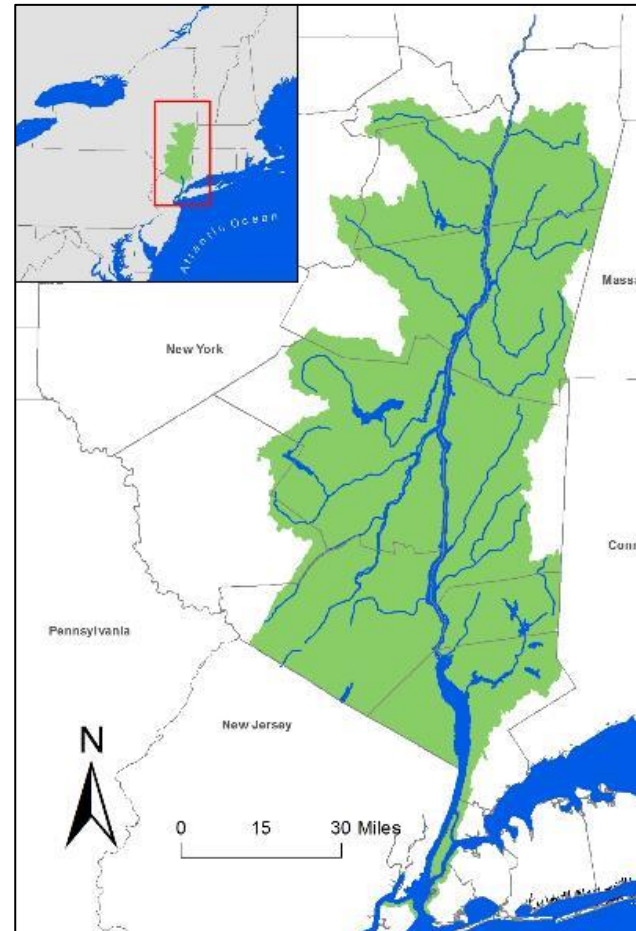 Atlantic Ocean
New York
Massa
Conn
Pennsylvania
New Jersey
N
0 15 30 Miles